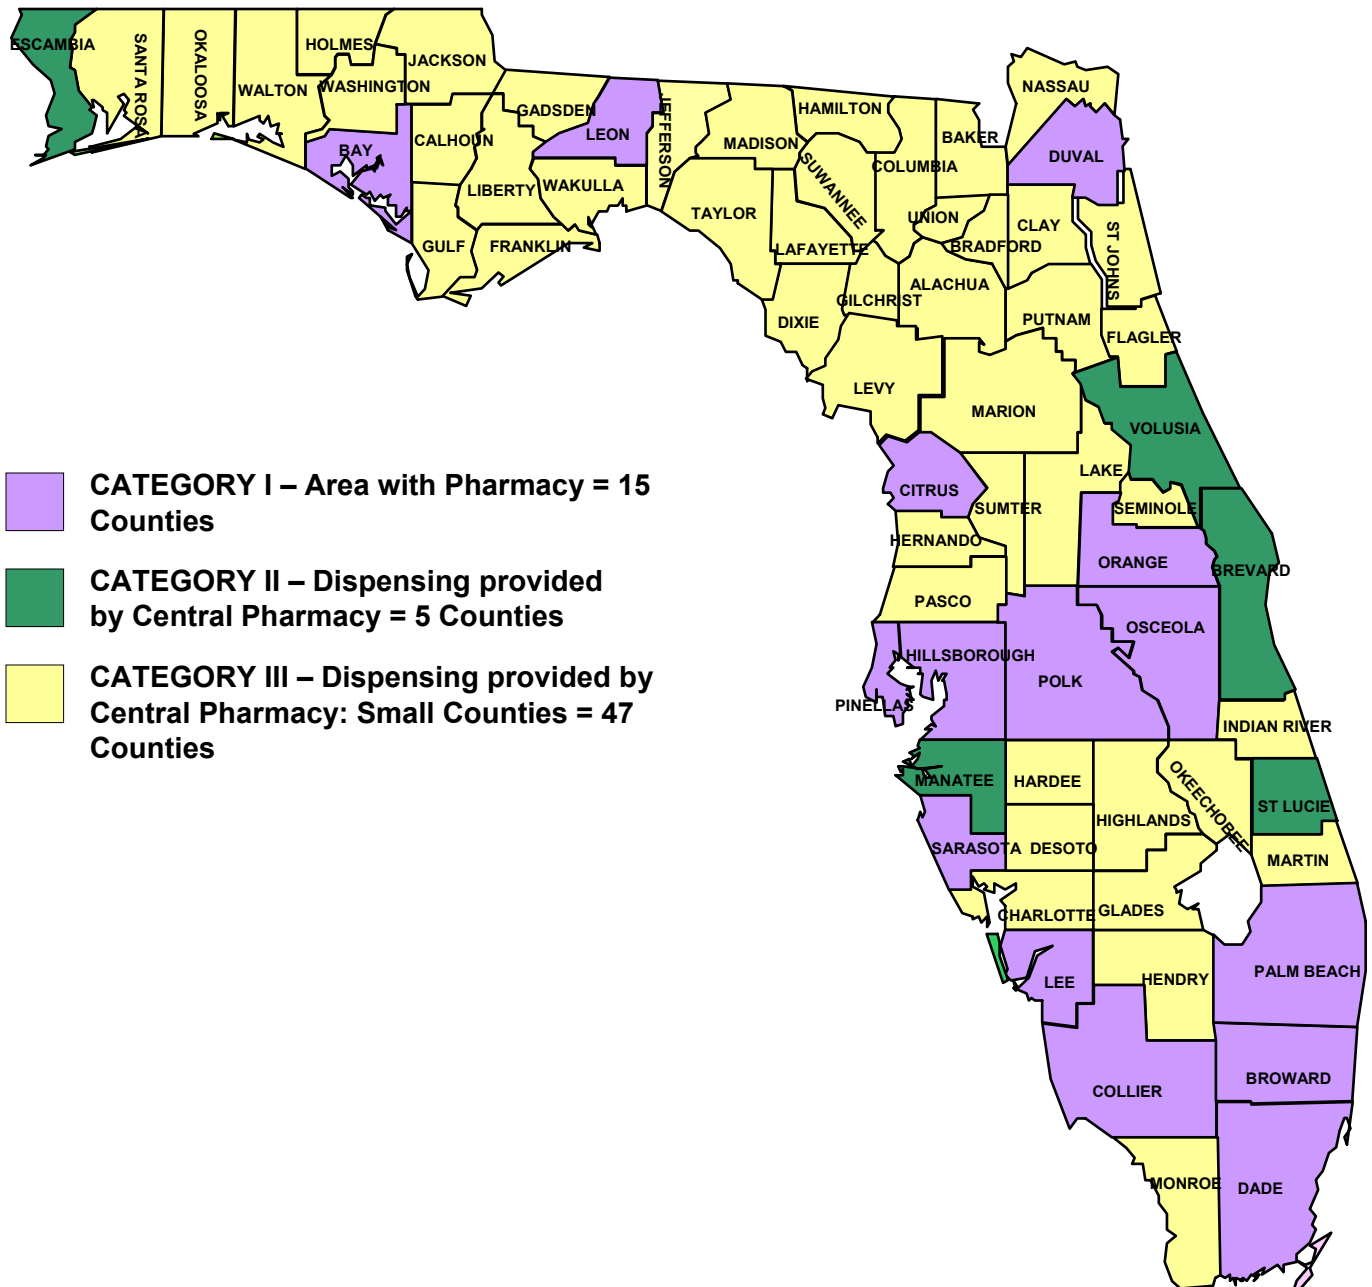 ESCAMBIA
SANTA ROSA
OKALOOSA
WALTON
HOLMES
WASHINGTON
JACKSON
BAY
CALHOUN
GULF
GADSDEN
LIBERTY
FRANKLIN
LEON
WAKULLA
JEFFERSON
MADISON
TAYLOR
HAMILTON
SUWANNEE
LAFAYETTE
DIXIE
COLUMBIA
GILCHRIST
BAKER
UNION
BRADFORD
ALACHUA
NASSAU
DUVAL
CLAY
ST JOHNS
PUTNAM
FLAGLER
LEVY
MARION
VOLUSIA
CITRUS
SUMTER
LAKE
SEMINOLE
HERNANDO
ORANGE
BREVARD
PASCO
OSCEOLA
HILLSBOROUGH
POLK
PINELLAS
INDIAN RIVER
MANATEE
HARDEE
OKEECHOBEE
ST LUCIE
HIGHLANDS
SARASOTA
DESOTO
MARTIN
CHARLOTTE
GLADES
LEE
HENDRY
PALM BEACH
COLLIER
BROWARD
MONROE
DADE
CATEGORY I – Area with Pharmacy = 15
Counties
CATEGORY II – Dispensing provided
by Central Pharmacy = 5 Counties
CATEGORY III – Dispensing provided by
Central Pharmacy: Small Counties = 47
Counties